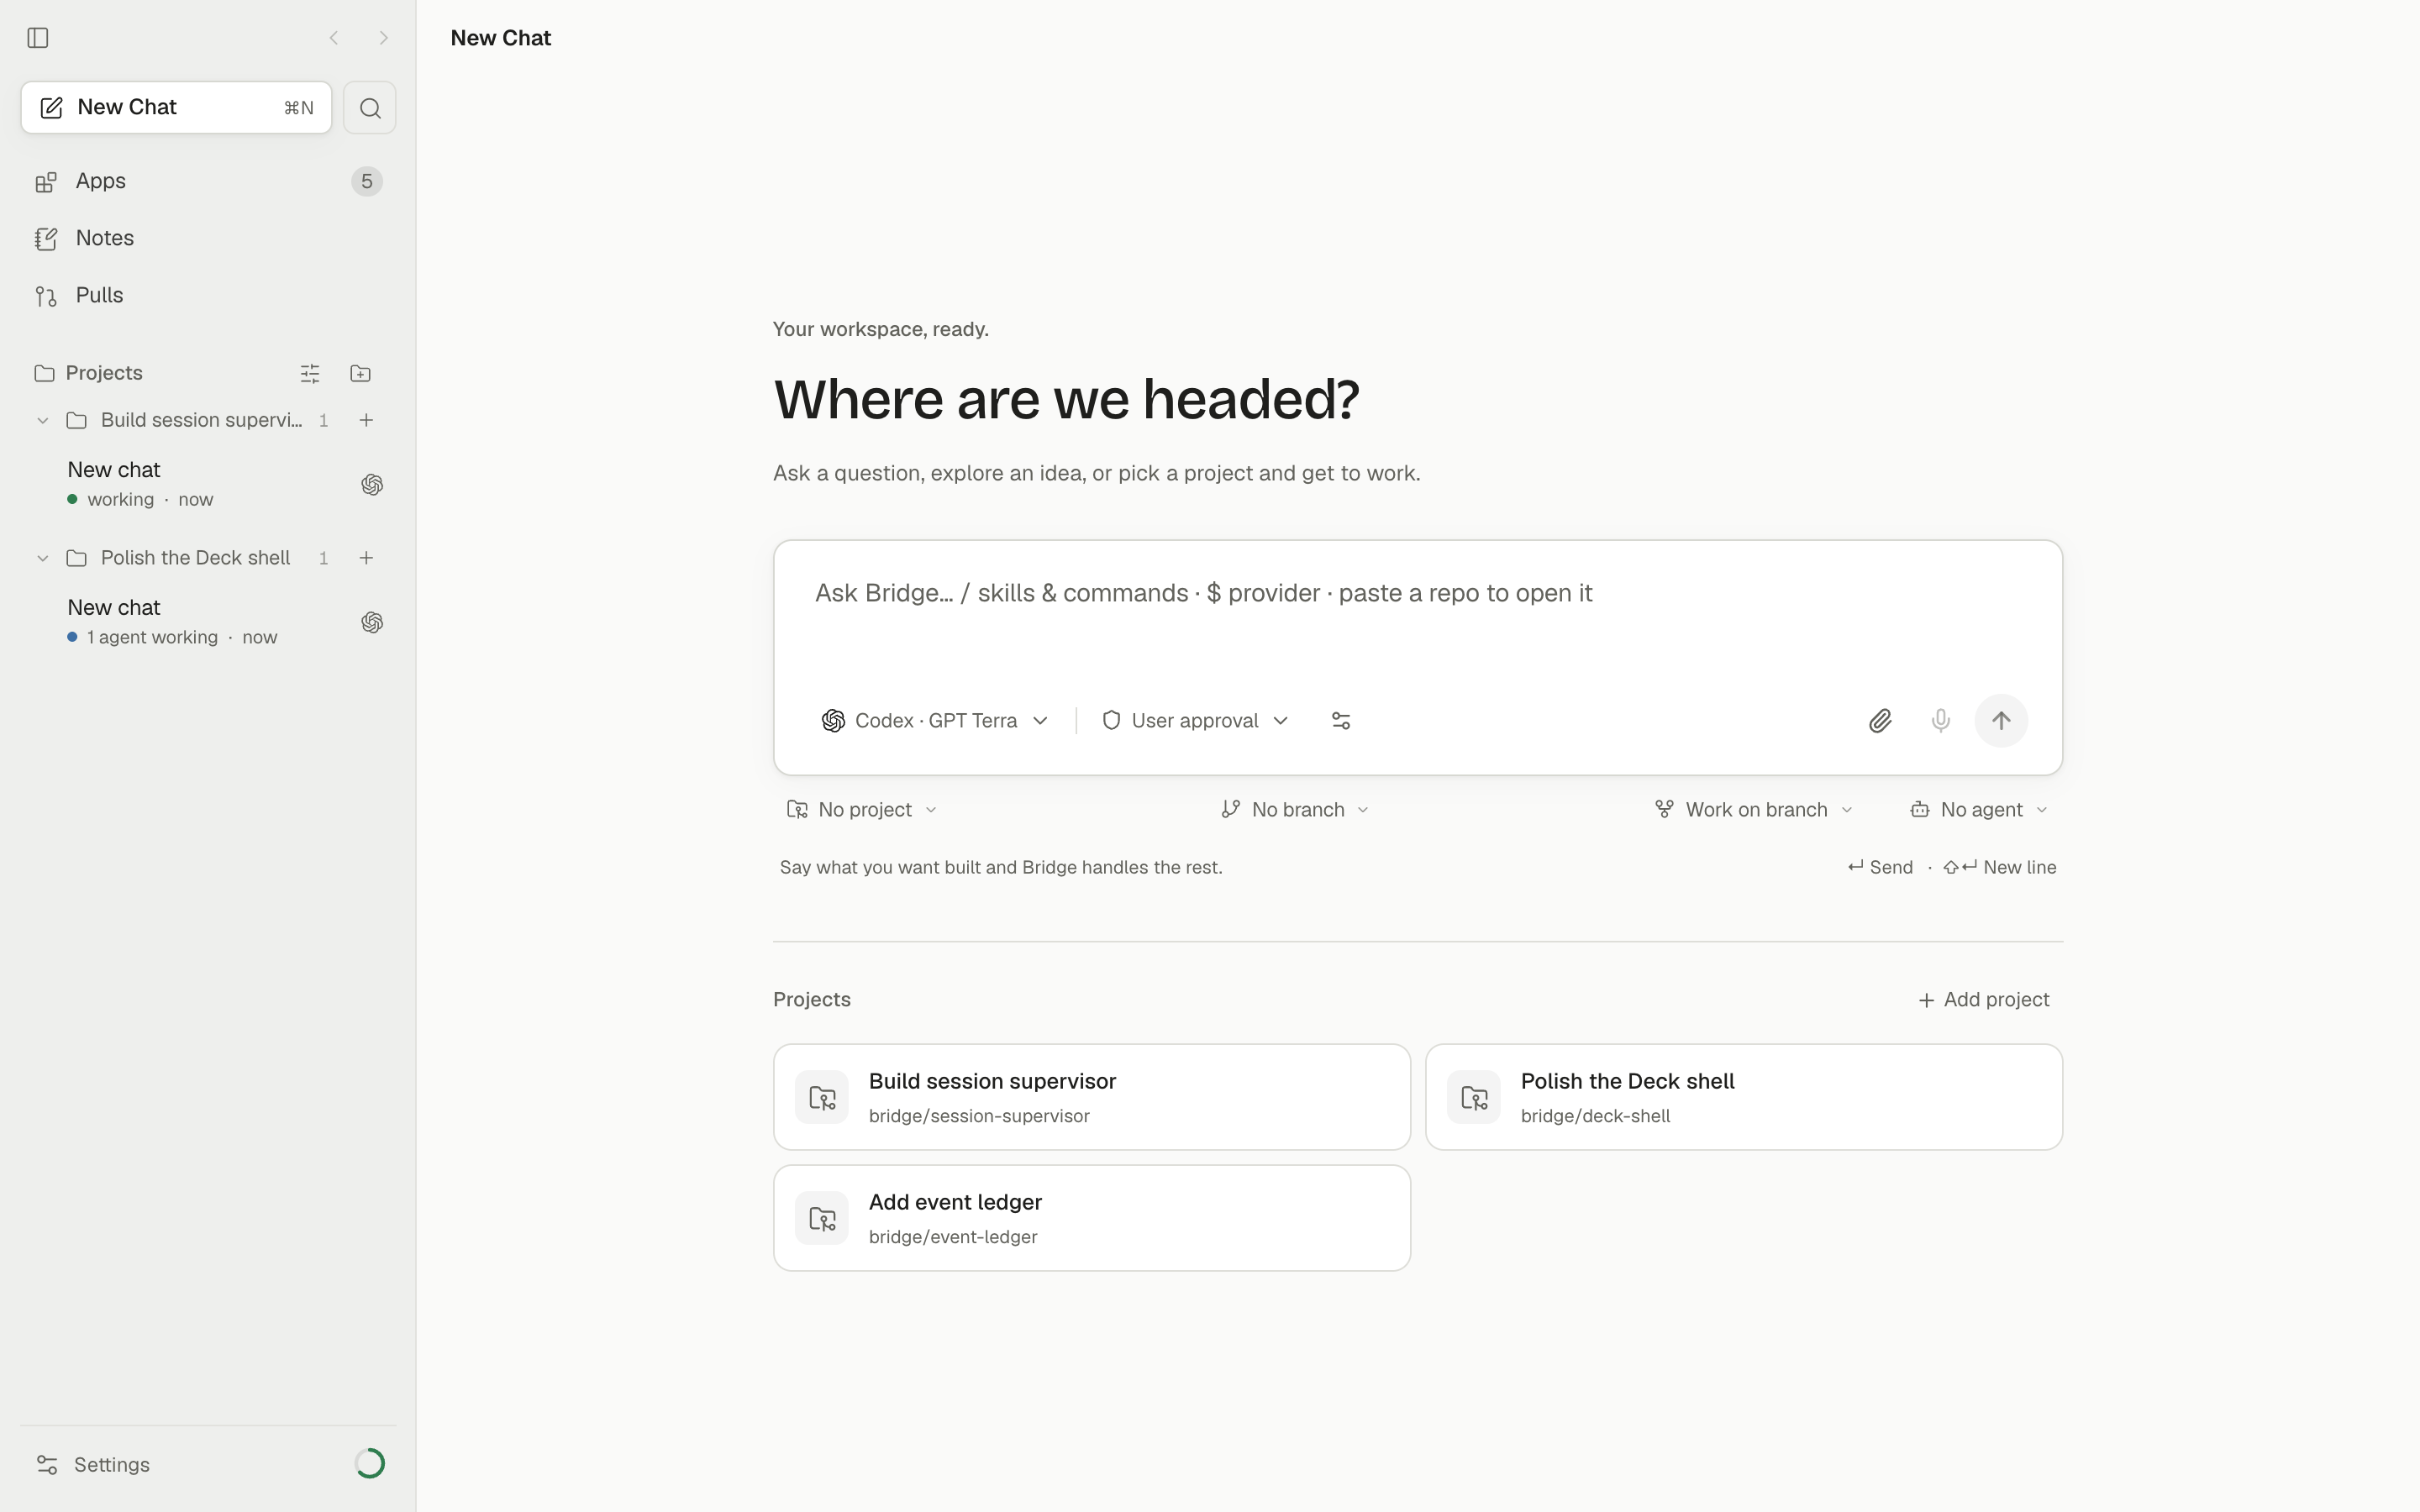 New Chat
New Chat ⌘N
Apps 5
Notes
Pulls
Projects
Build session supervi... 1
New chat
working · now
Polish the Deck shell 1
New chat
1 agent working · now
Settings
Your workspace, ready.
Where are we headed?
Ask a question, explore an idea, or pick a project and get to work.
Ask Bridge... / skills & commands · $ provider · paste a repo to open it
Codex · GPT Terra
User approval
No project
No branch
Work on branch
No agent
Say what you want built and Bridge handles the rest.
↵ Send · ⇧↵ New line
Projects
+ Add project
Build session supervisor
bridge/session-supervisor
Polish the Deck shell
bridge/deck-shell
Add event ledger
bridge/event-ledger